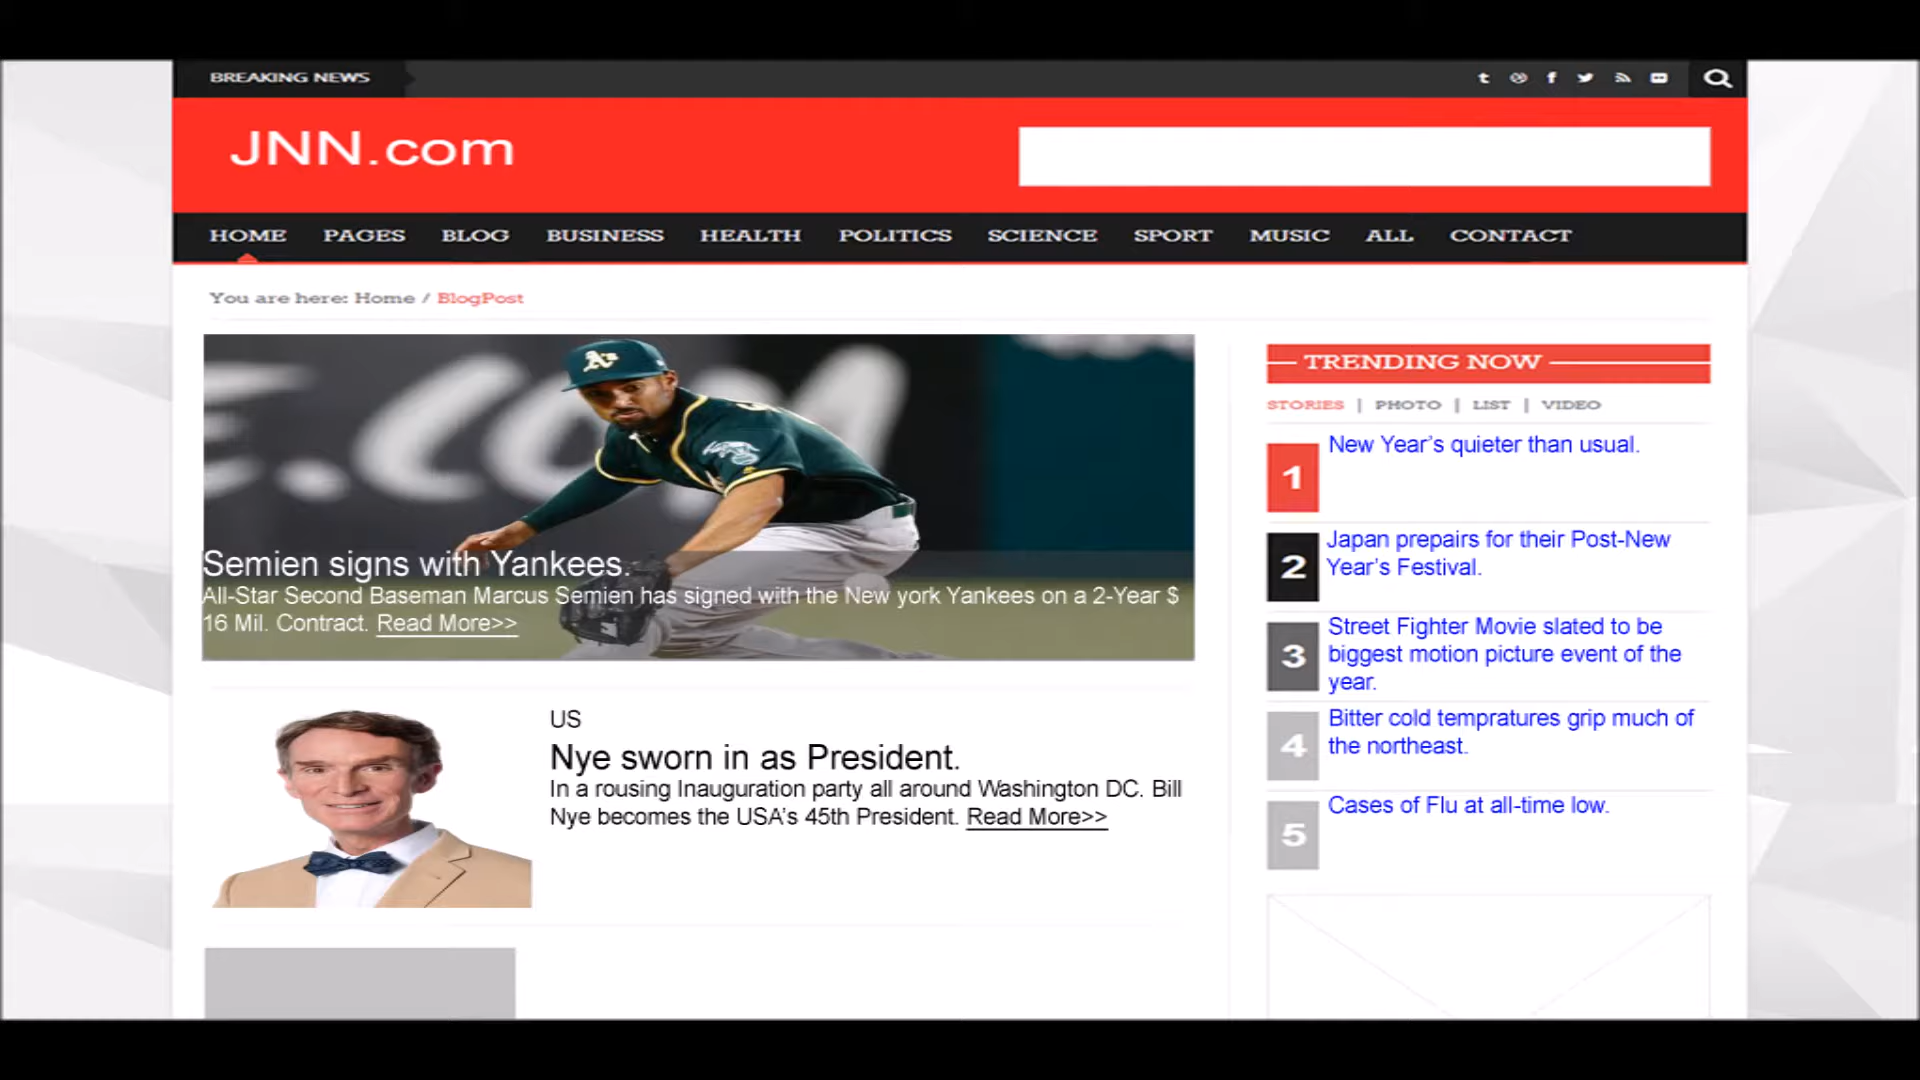 BREAKING NEWS
JNN.com
HOME PAGES BLOG BUSINESS HEALTH POLITICS SCIENCE SPORT MUSIC ALL CONTACT
You are here: Home / BlogPost
E.COM
A's
Semien signs with Yankees.
All-Star Second Baseman Marcus Semien has signed with the New york Yankees on a 2-Year $
16 Mil. Contract. Read More>>
US
Nye sworn in as President.
In a rousing Inauguration party all around Washington DC. Bill
Nye becomes the USA's 45th President. Read More>>
TRENDING NOW
STORIES | PHOTO | LIST | VIDEO
1
New Year's quieter than usual.
2
Japan prepairs for their Post-New
Year's Festival.
3
Street Fighter Movie slated to be
biggest motion picture event of the
year.
4
Bitter cold tempratures grip much of
the northeast.
5
Cases of Flu at all-time low.